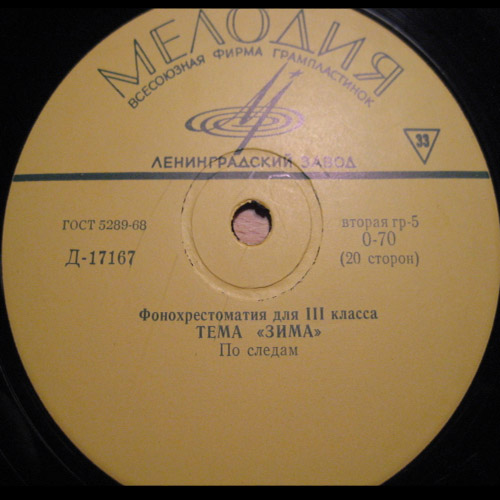 МЕЛОДИЯ
ВСЕСОЮЗНАЯ ФИРМА ГРАМПЛАСТИНОК
33
ЛЕНИНГРАДСКИЙ ЗАВОД
ГОСТ 5289-68
вторая гр-5
Д-17167
0-70
(20 сторон)
Фонохрестоматия для III класса
ТЕМА «ЗИМА»
По следам